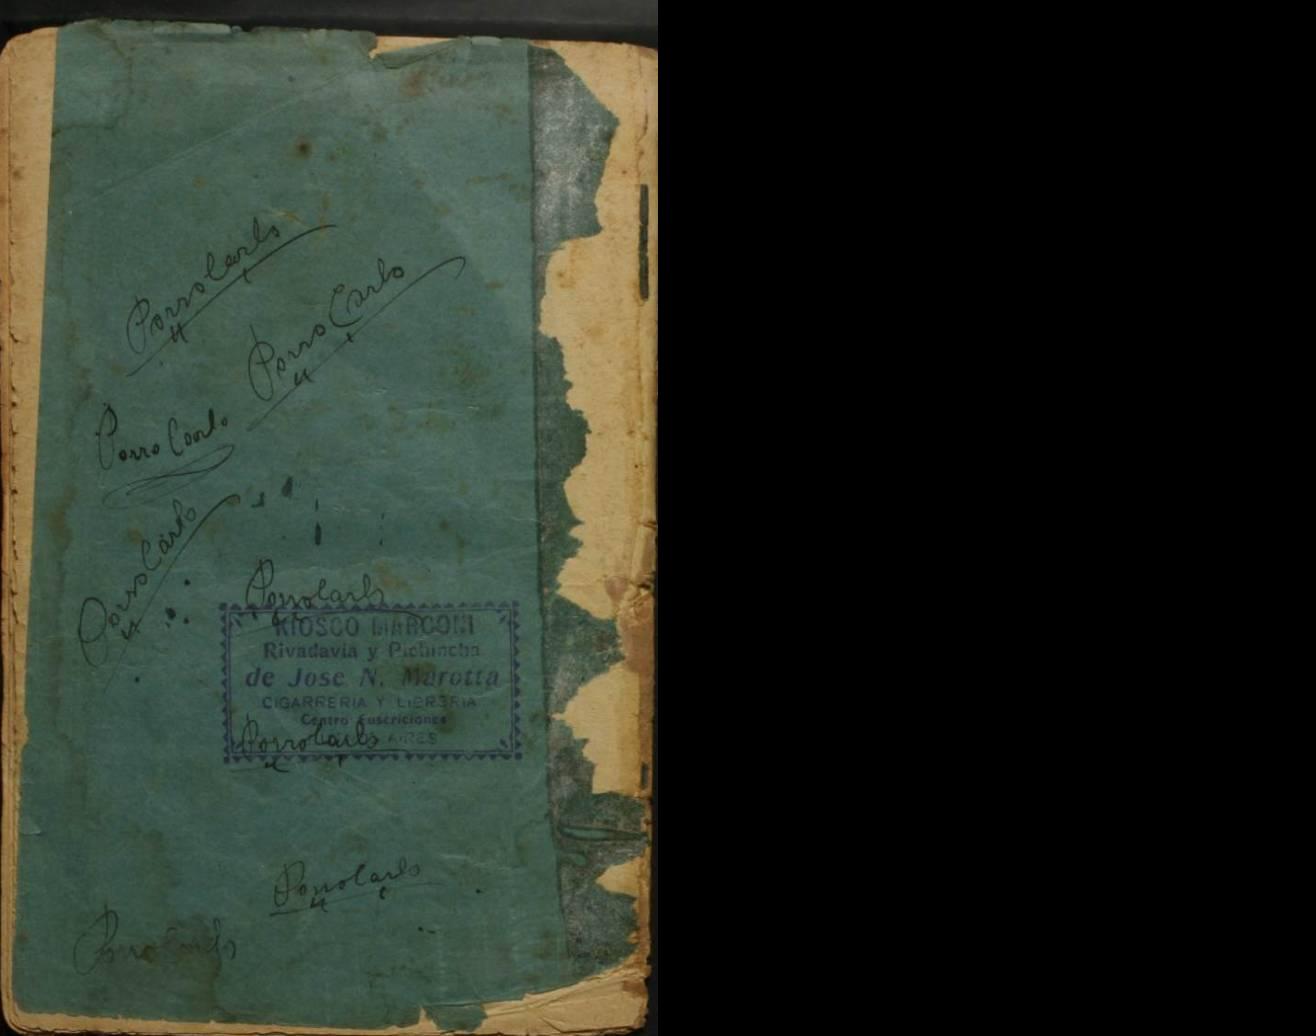 Porro Carlo
Porro Carlo
Porro Carlo
Porro Carlo
Porro Carlo
KIOSCO MARCONI
Rivadavia y Pichincha
de Jose N. Marotta
CIGARRERIA Y LIBRERIA
Centro Suscriciones
AIRES
Porro Carlo
Porro Carlo
Porro Carlo